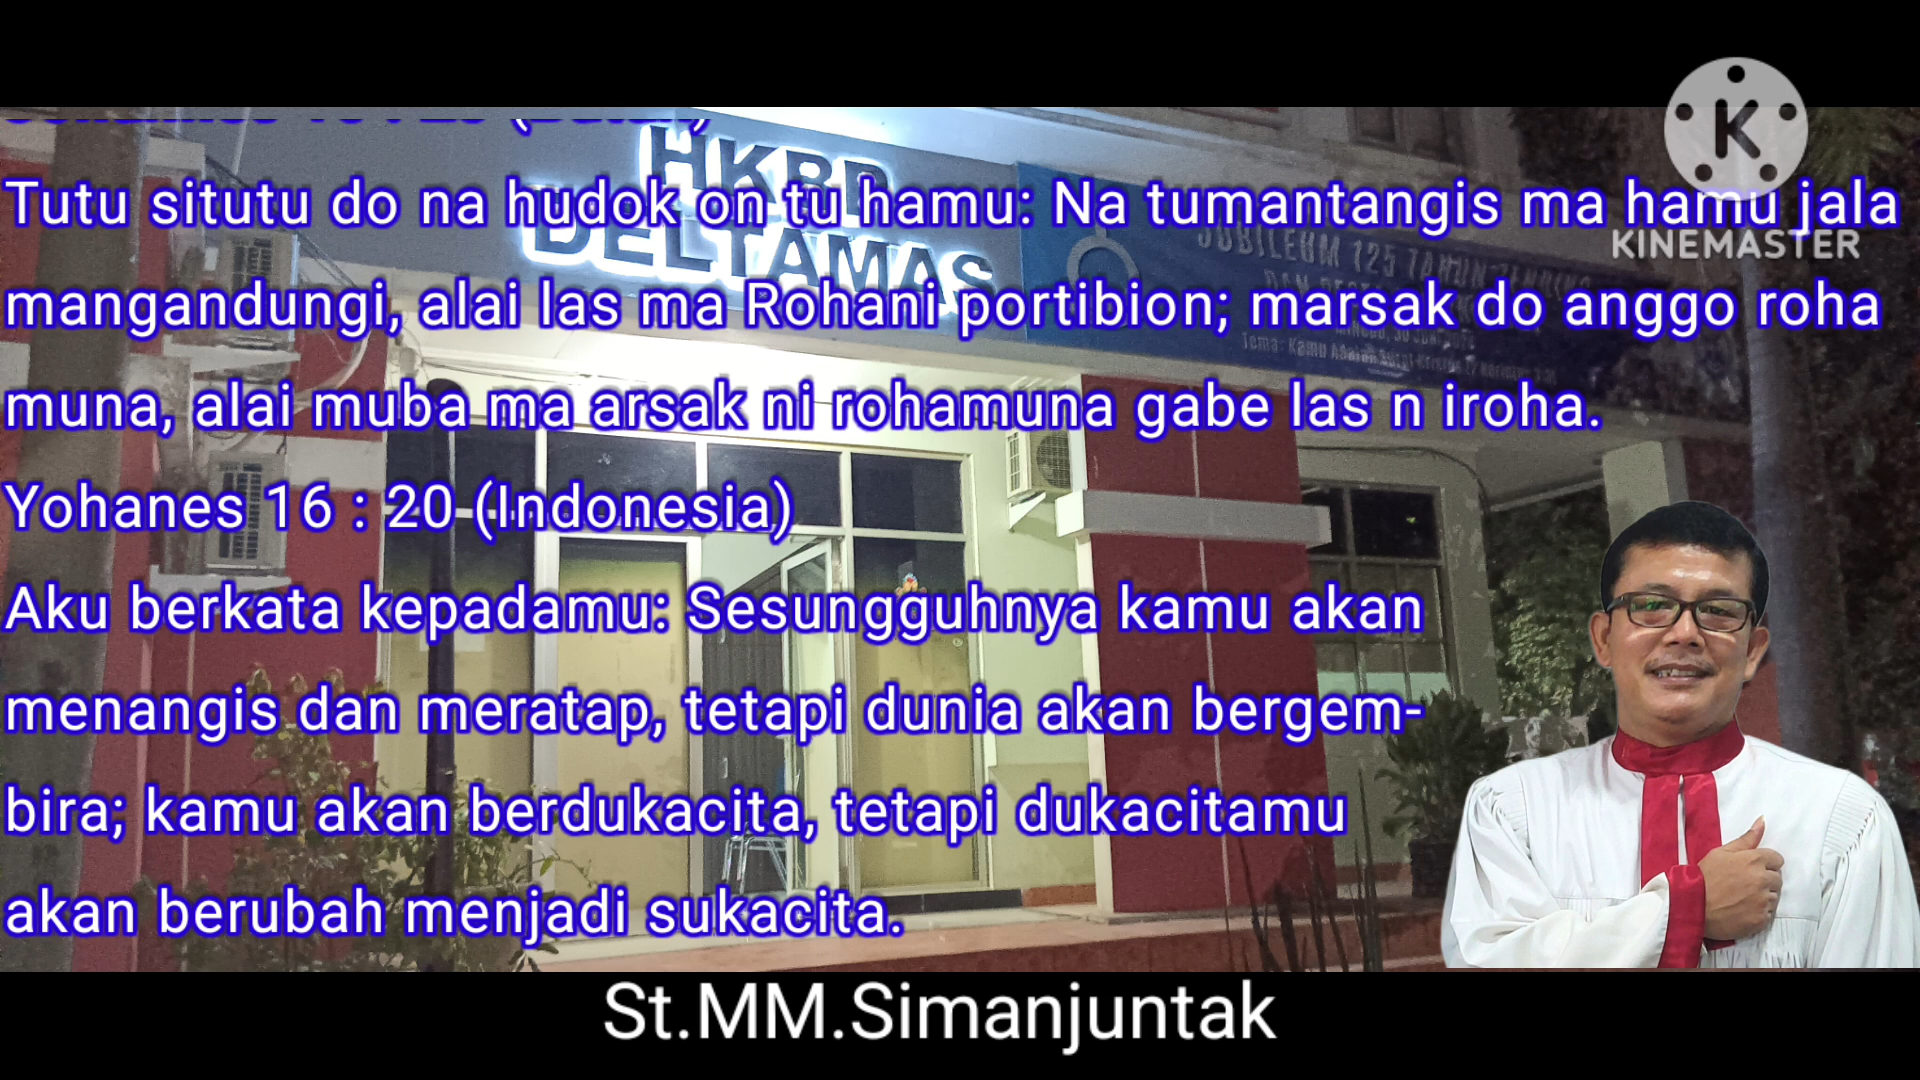 HKBP
DELTAMAS
JUBILEUM 125 TAHUN
Tutu situtu do na hudok on tu hamu: Na tumantangis ma hamu jala
mangandungi, alai las ma Rohani portibion; marsak do anggo roha
muna, alai muba ma arsak ni rohamuna gabe las n iroha.
Yohanes 16 : 20 (Indonesia)
Aku berkata kepadamu: Sesungguhnya kamu akan
menangis dan meratap, tetapi dunia akan bergem-
bira; kamu akan berdukacita, tetapi dukacitamu
akan berubah menjadi sukacita.
K
KINEMASTER
St.MM.Simanjuntak